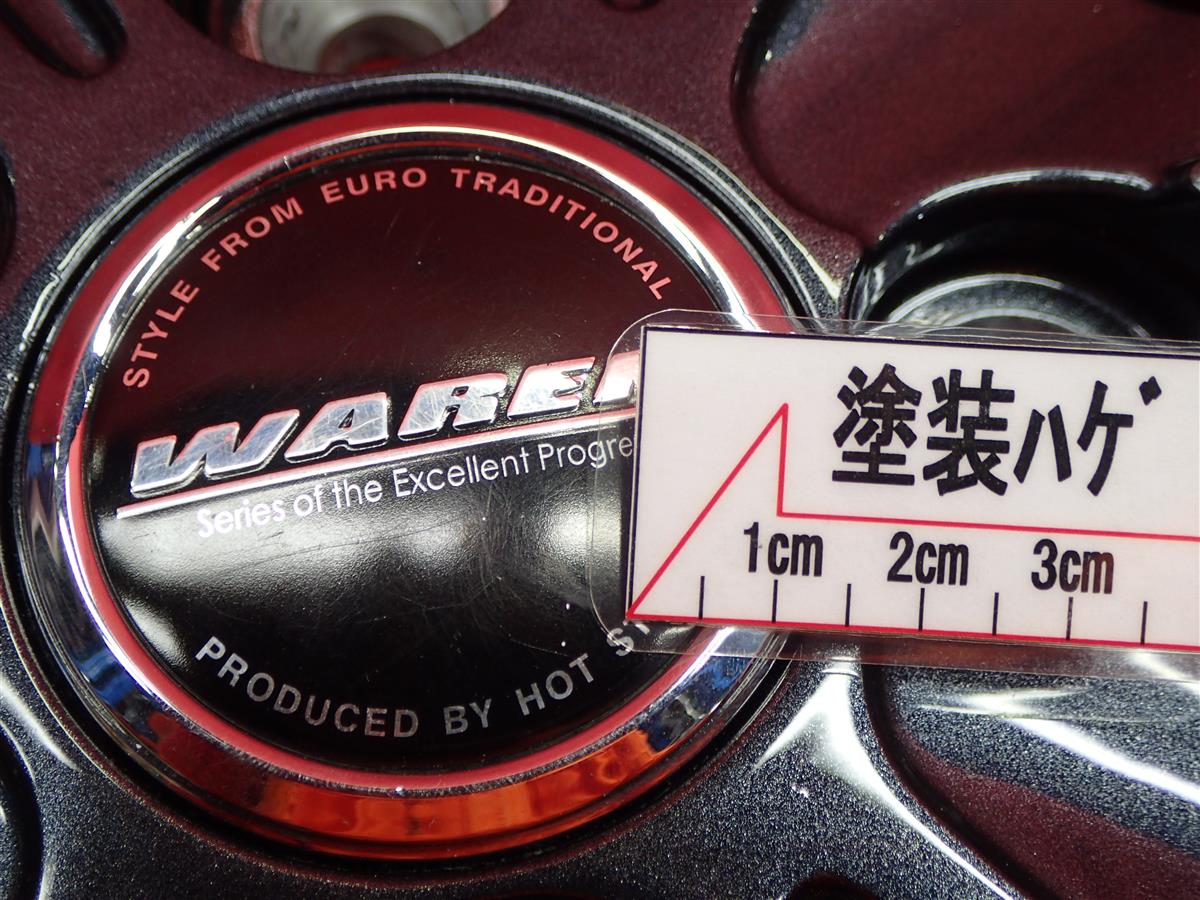 STYLE FROM EURO TRADITIONAL
WAREN
Series of the Excellent Progre
PRODUCED BY HOT
塗装ハゲ
1cm 2cm 3cm